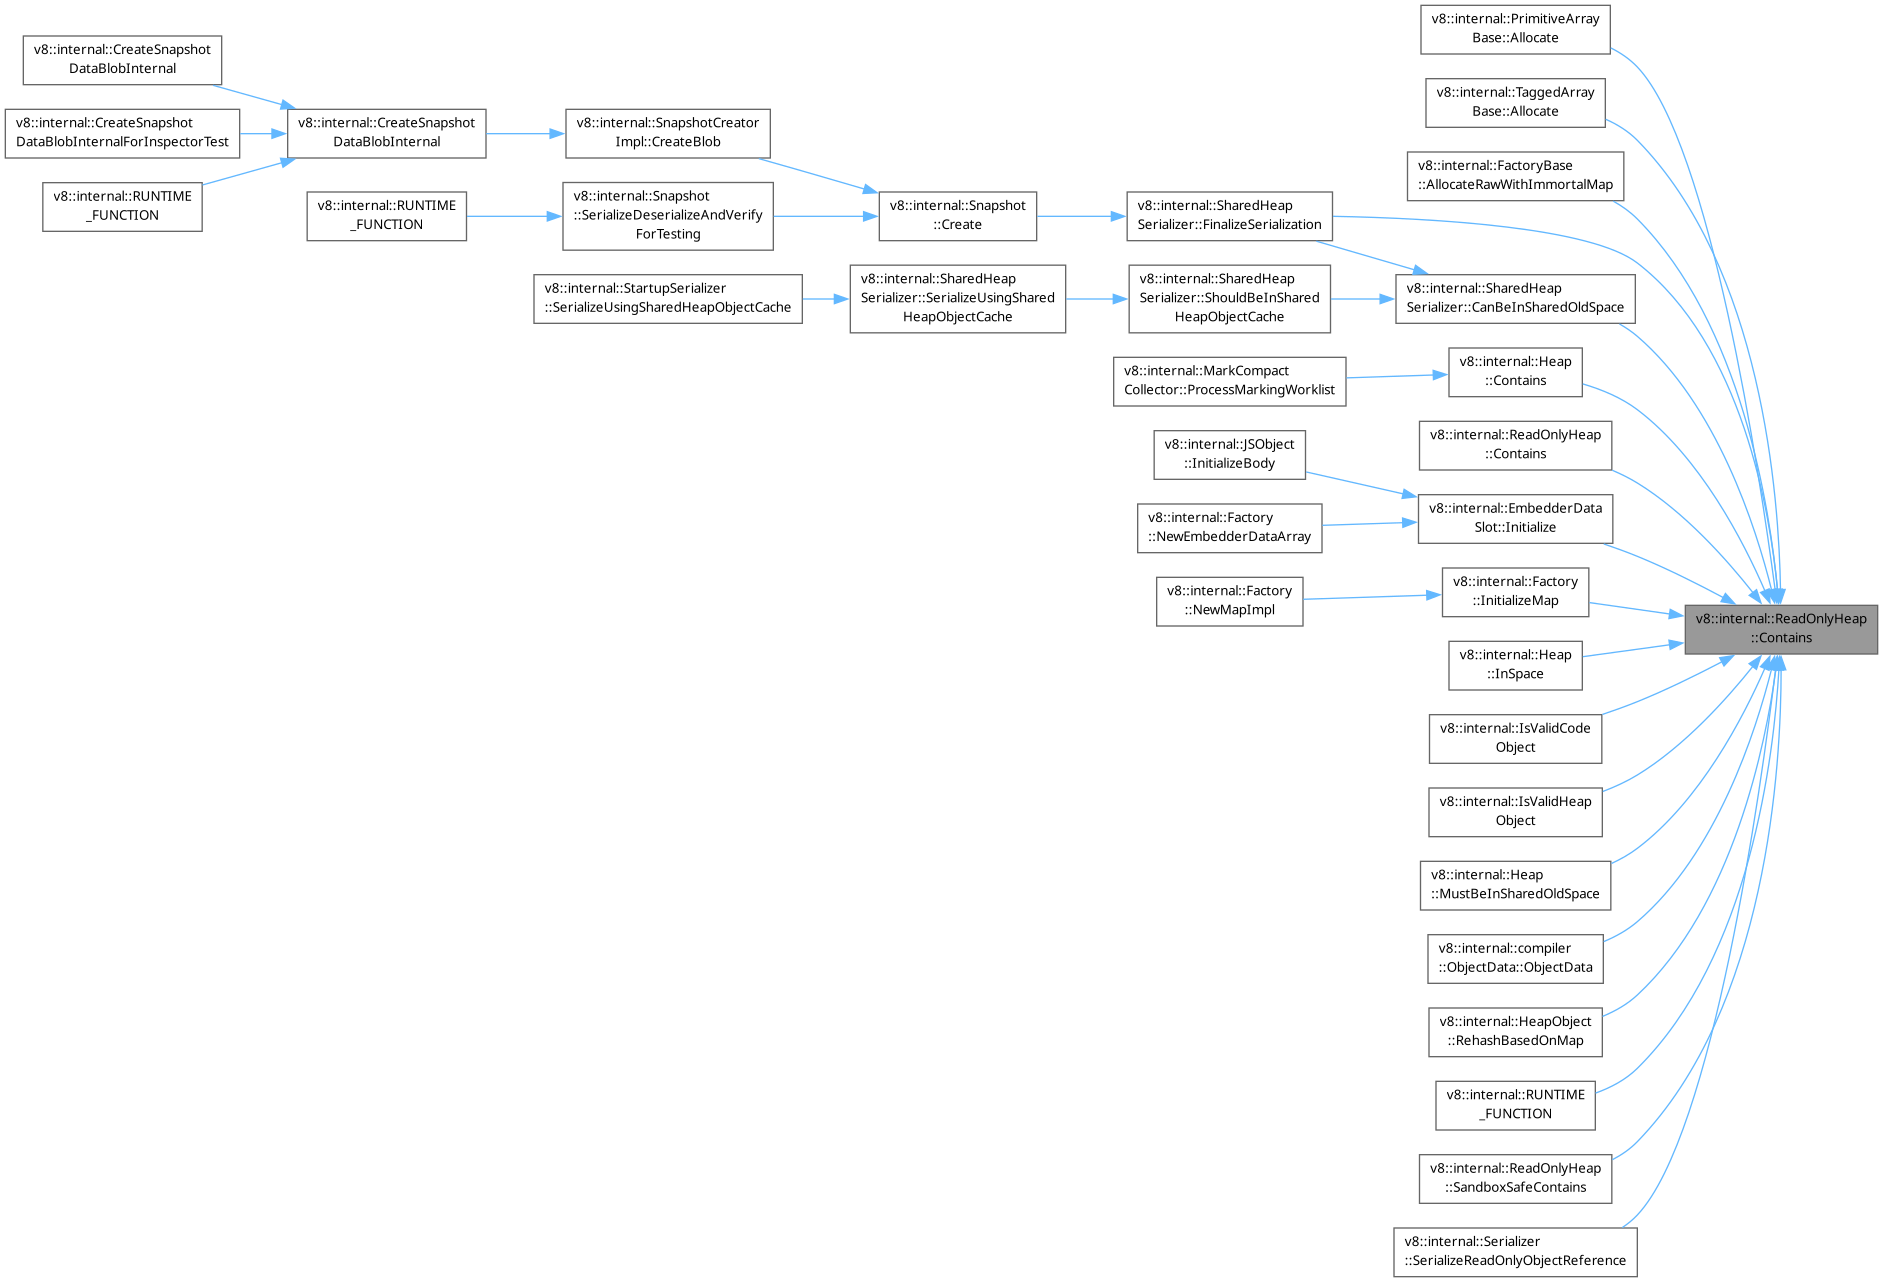 v8::internal::PrimitiveArray
Base::Allocate
v8::internal::CreateSnapshot
DataBlobInternal
v8::internal::TaggedArray
Base::Allocate
v8::internal::CreateSnapshot
DataBlobInternalForInspectorTest
v8::internal::CreateSnapshot
DataBlobInternal
v8::internal::SnapshotCreator
Impl::CreateBlob
v8::internal::FactoryBase
::AllocateRawWithImmortalMap
v8::internal::RUNTIME
_FUNCTION
v8::internal::RUNTIME
_FUNCTION
v8::internal::Snapshot
::SerializeDeserializeAndVerify
ForTesting
v8::internal::Snapshot
::Create
v8::internal::SharedHeap
Serializer::FinalizeSerialization
v8::internal::StartupSerializer
::SerializeUsingSharedHeapObjectCache
v8::internal::SharedHeap
Serializer::SerializeUsingShared
HeapObjectCache
v8::internal::SharedHeap
Serializer::ShouldBeInShared
HeapObjectCache
v8::internal::SharedHeap
Serializer::CanBeInSharedOldSpace
v8::internal::MarkCompact
Collector::ProcessMarkingWorklist
v8::internal::Heap
::Contains
v8::internal::JSObject
::InitializeBody
v8::internal::ReadOnlyHeap
::Contains
v8::internal::Factory
::NewEmbedderDataArray
v8::internal::EmbedderData
Slot::Initialize
v8::internal::Factory
::NewMapImpl
v8::internal::Factory
::InitializeMap
v8::internal::ReadOnlyHeap
::Contains
v8::internal::Heap
::InSpace
v8::internal::IsValidCode
Object
v8::internal::IsValidHeap
Object
v8::internal::Heap
::MustBeInSharedOldSpace
v8::internal::compiler
::ObjectData::ObjectData
v8::internal::HeapObject
::RehashBasedOnMap
v8::internal::RUNTIME
_FUNCTION
v8::internal::ReadOnlyHeap
::SandboxSafeContains
v8::internal::Serializer
::SerializeReadOnlyObjectReference